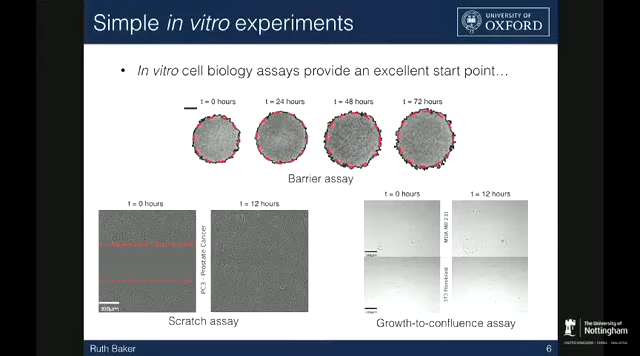 Simple in vitro experiments
UNIVERSITY OF
OXFORD
• In vitro cell biology assays provide an excellent start point…
t = 0 hours
t = 24 hours
t = 48 hours
t = 72 hours
Barrier assay
t = 0 hours
t = 12 hours
PC3 - Prostate Cancer
300μm
Scratch assay
t = 0 hours
t = 12 hours
MDA MB 231
3T3 Fibroblast
Growth-to-confluence assay
Ruth Baker
6
The University of
Nottingham
UNITED KINGDOM · CHINA · MALAYSIA